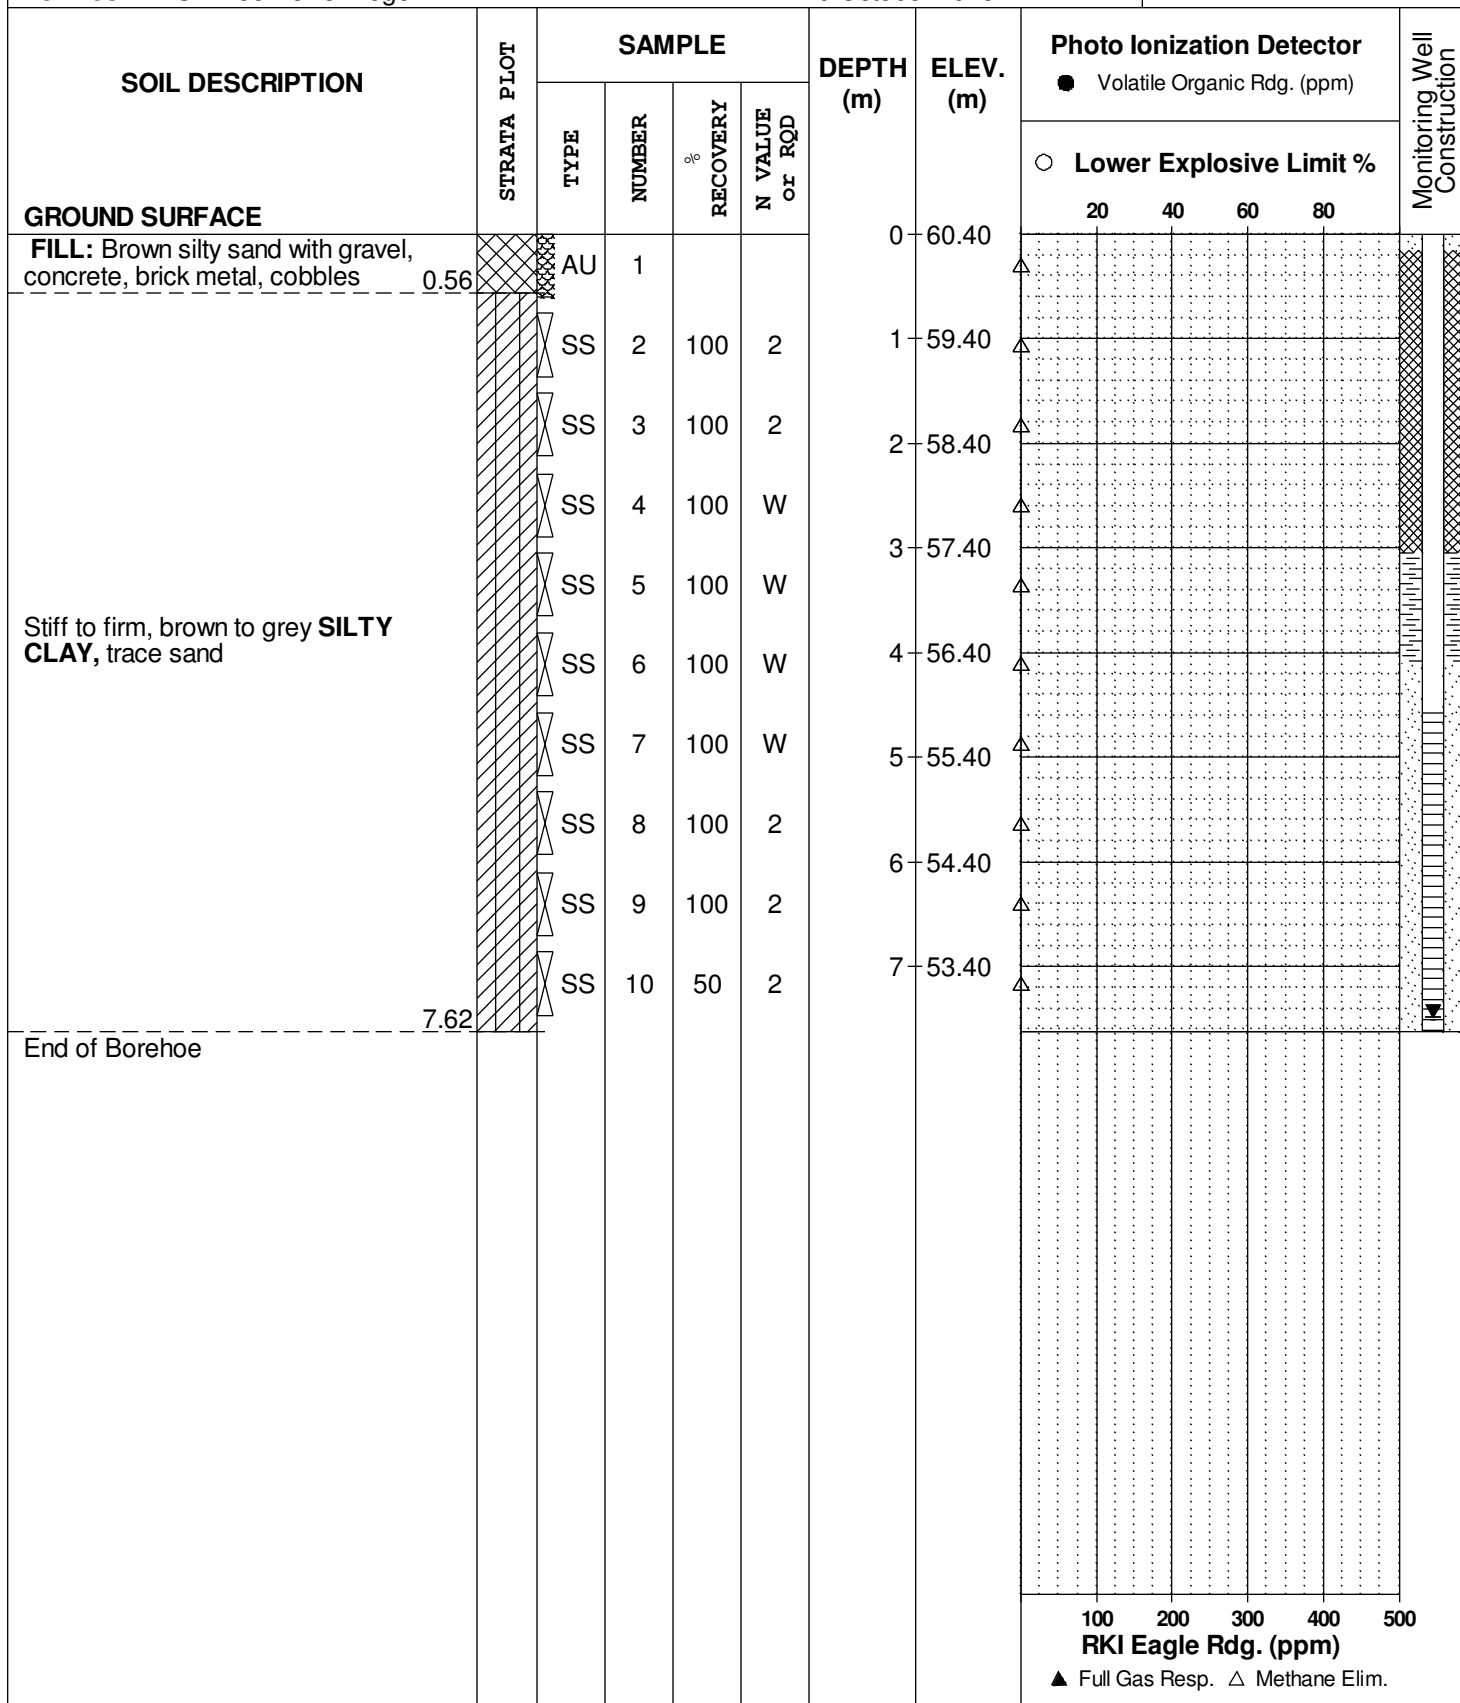 SOIL DESCRIPTION
GROUND SURFACE
STRATA PLOT
SAMPLE
TYPE
NUMBER
% RECOVERY
N VALUE or RQD
DEPTH (m)
ELEV. (m)
Photo Ionization Detector
● Volatile Organic Rdg. (ppm)
○ Lower Explosive Limit %
20 40 60 80
Monitoring Well Construction
FILL: Brown silty sand with gravel,
concrete, brick metal, cobbles 0.56
AU 1
0 60.40
SS 2 100 2
1 59.40
SS 3 100 2
2 58.40
SS 4 100 W
3 57.40
SS 5 100 W
Stiff to firm, brown to grey SILTY
CLAY, trace sand
SS 6 100 W
4 56.40
SS 7 100 W
5 55.40
SS 8 100 2
6 54.40
SS 9 100 2
7 53.40
SS 10 50 2
7.62
End of Borehoe
100 200 300 400 500
RKI Eagle Rdg. (ppm)
▲ Full Gas Resp. △ Methane Elim.